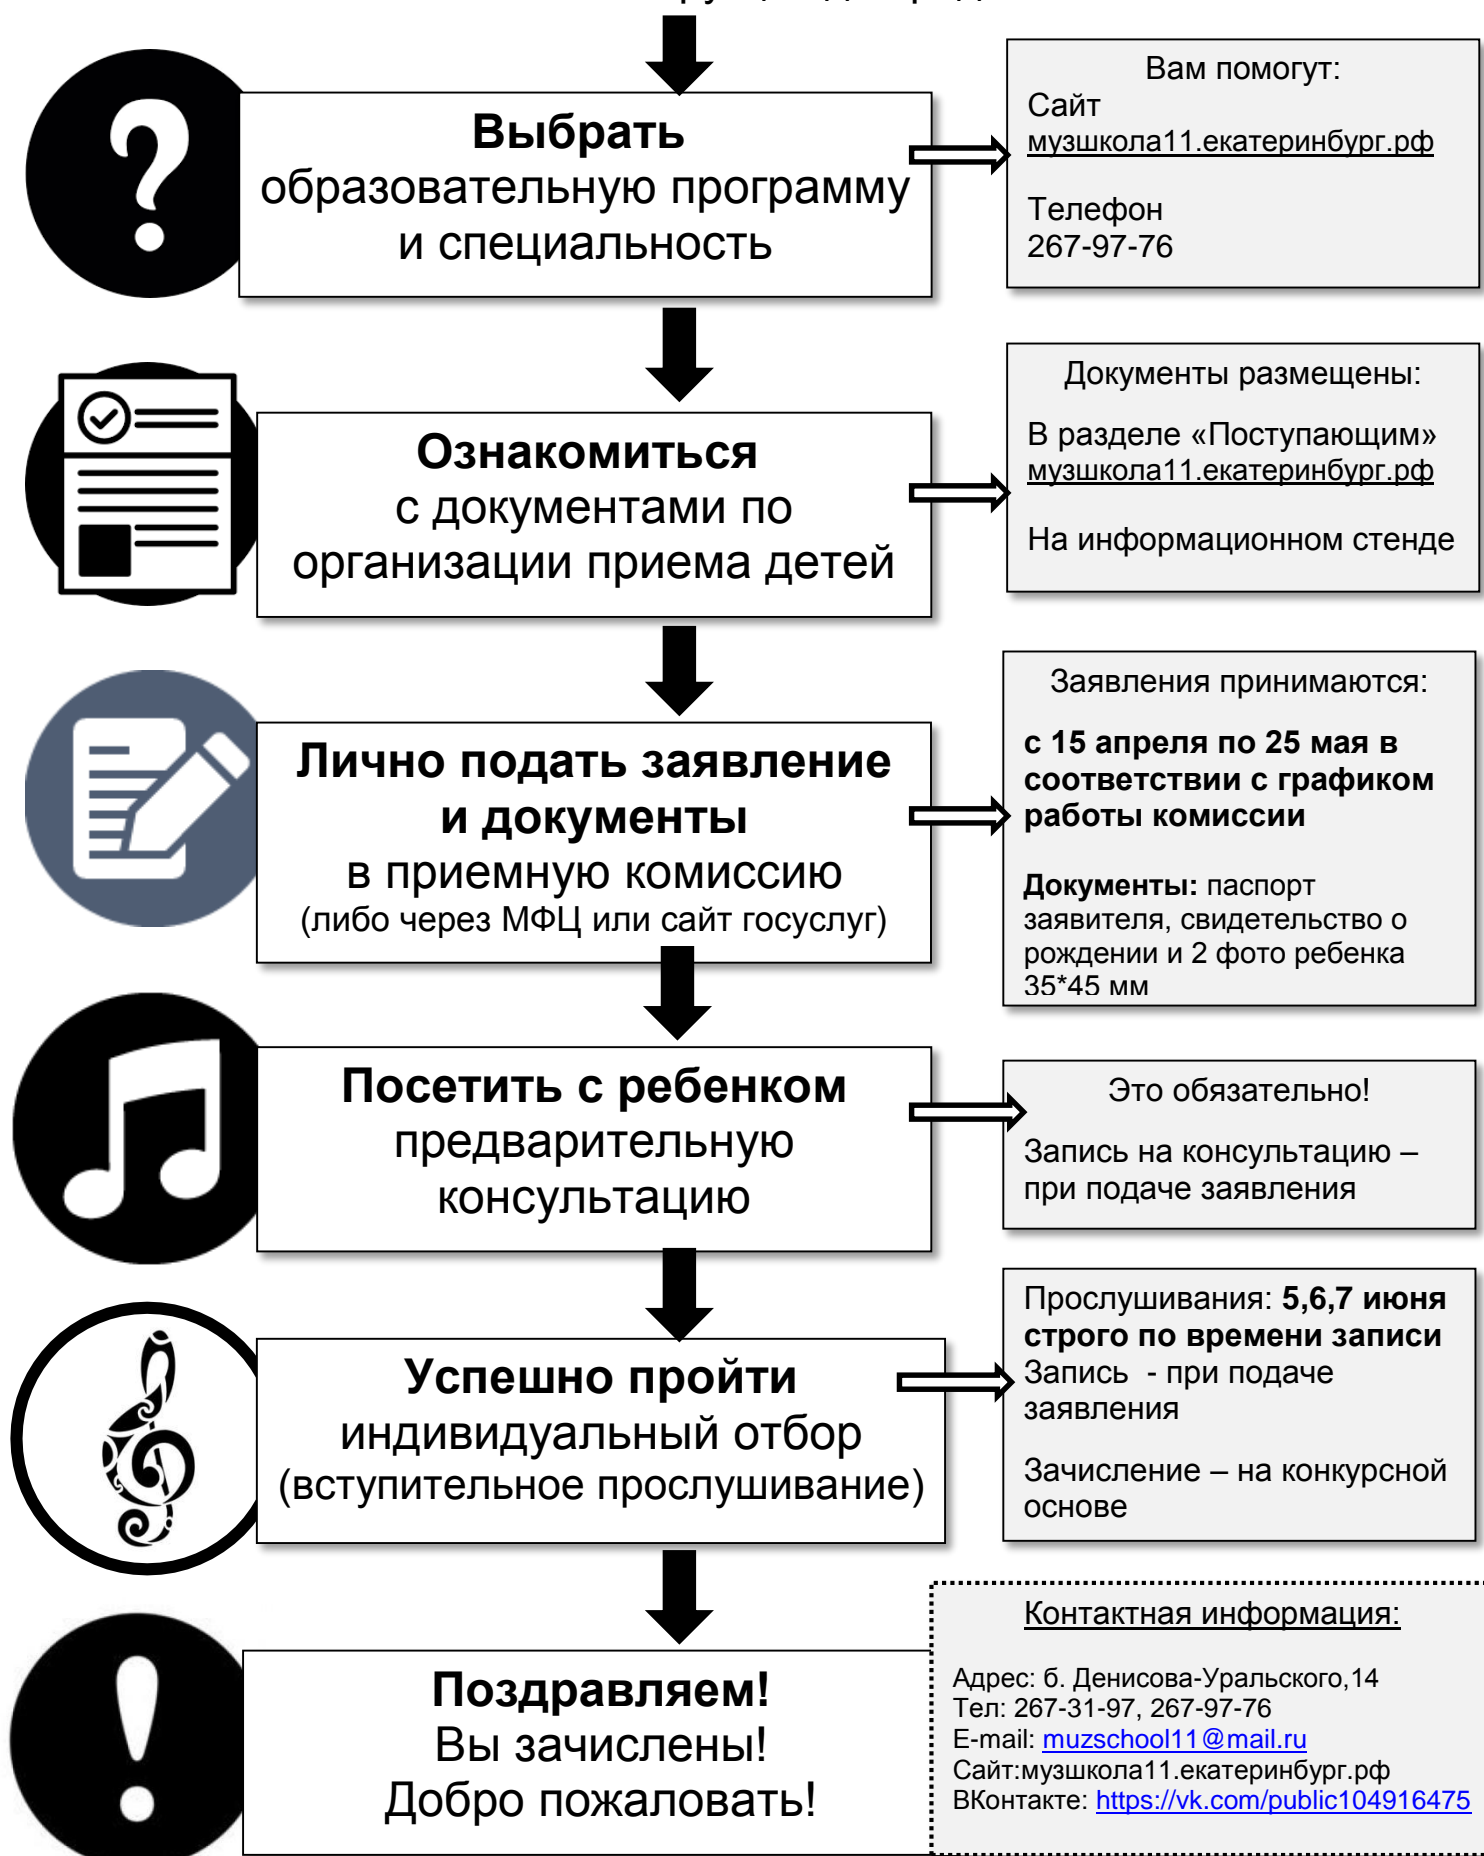 Выбрать
образовательную программу
и специальность
Вам помогут:
Сайт
музшкола11.екатеринбург.рф
Телефон
267-97-76
Ознакомиться
с документами по
организации приема детей
Документы размещены:
В разделе «Поступающим»
музшкола11.екатеринбург.рф
На информационном стенде
Лично подать заявление
и документы
в приемную комиссию
(либо через МФЦ или сайт госуслуг)
Заявления принимаются:
с 15 апреля по 25 мая в
соответствии с графиком
работы комиссии
Документы: паспорт
заявителя, свидетельство о
рождении и 2 фото ребенка
35*45 мм
Посетить с ребенком
предварительную
консультацию
Это обязательно!
Запись на консультацию –
при подаче заявления
Успешно пройти
индивидуальный отбор
(вступительное прослушивание)
Прослушивания: 5,6,7 июня
строго по времени записи
Запись - при подаче
заявления
Зачисление – на конкурсной
основе
Поздравляем!
Вы зачислены!
Добро пожаловать!
Контактная информация:
Адрес: б. Денисова-Уральского,14
Тел: 267-31-97, 267-97-76
E-mail: muzschool11@mail.ru
Сайт:музшкола11.екатеринбург.рф
ВКонтакте: https://vk.com/public104916475